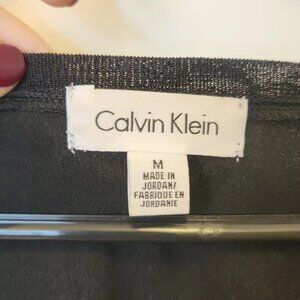 Calvin Klein
M
MADE IN
JORDAN/
FABRIQUE EN
JORDANIE